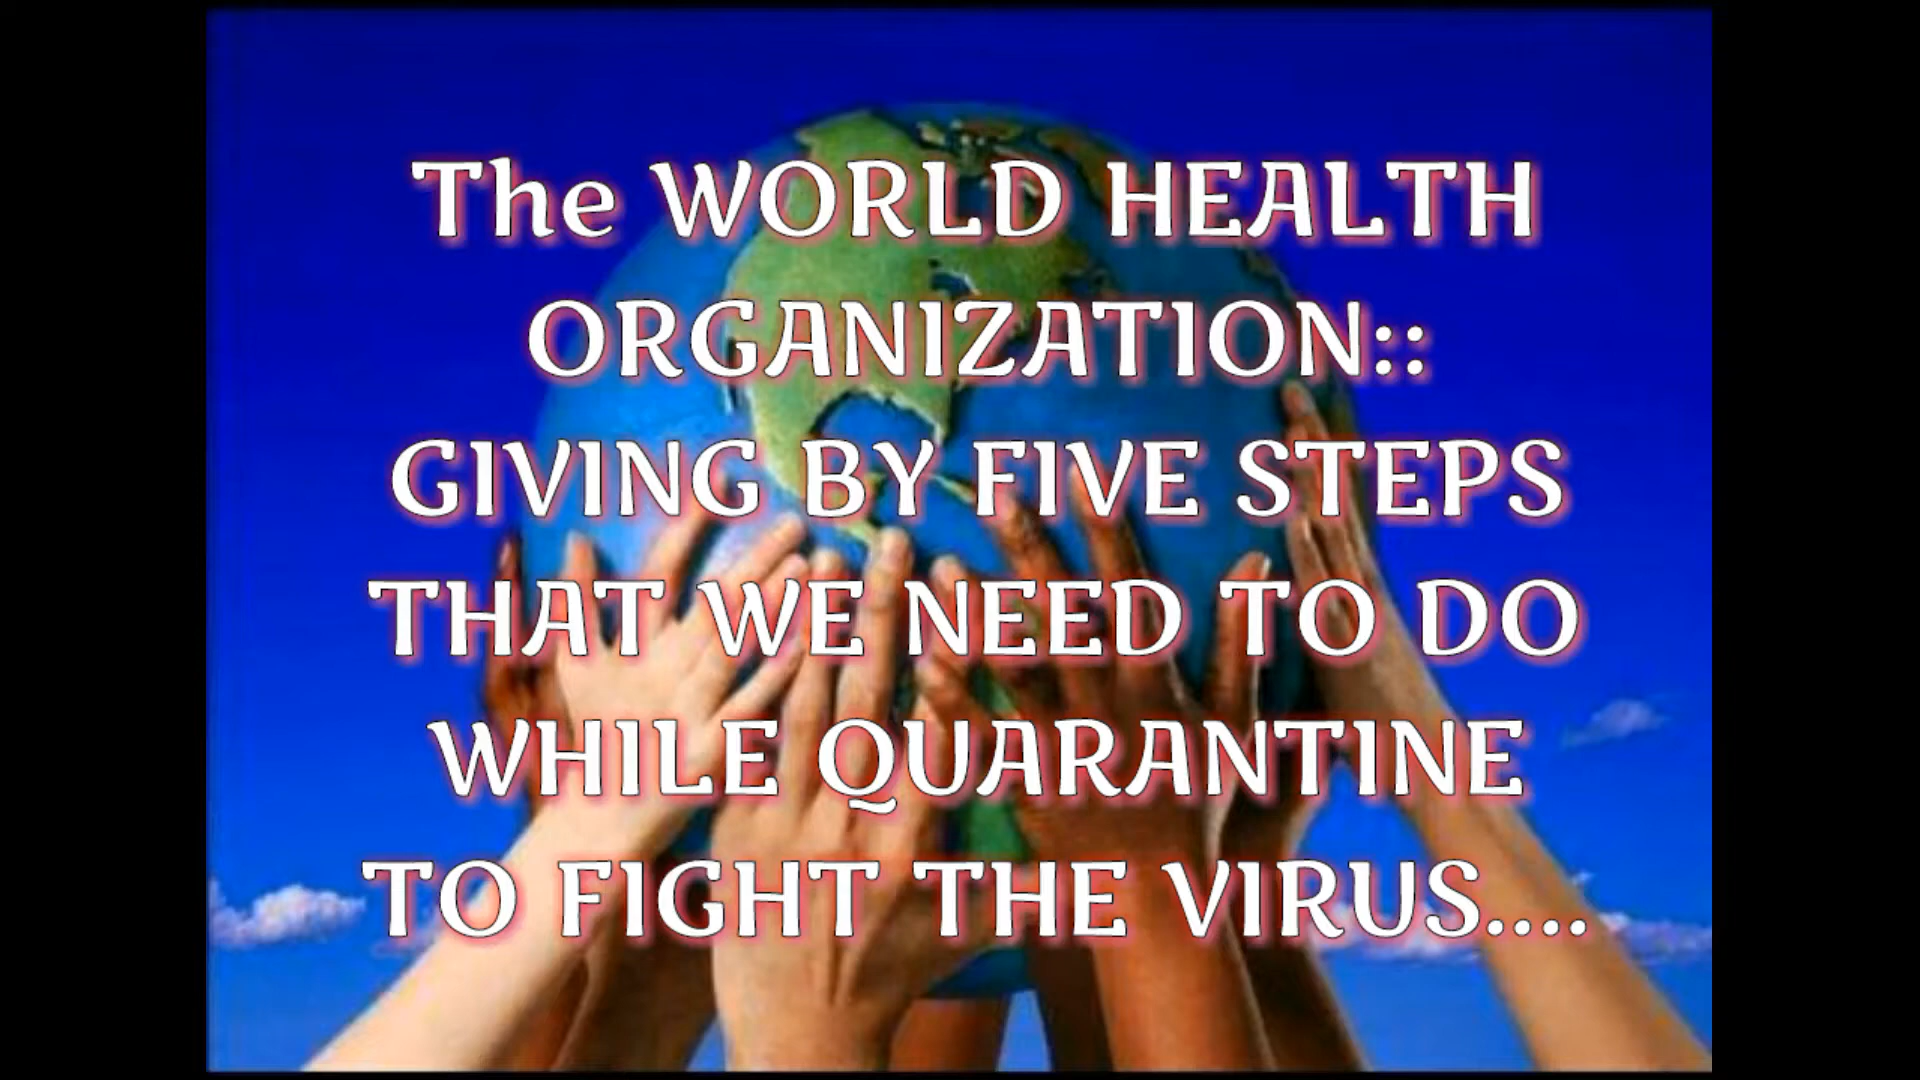 The WORLD HEALTH
ORGANIZATION::
GIVING BY FIVE STEPS
THAT WE NEED TO DO
WHILE QUARANTINE
TO FIGHT THE VIRUS....